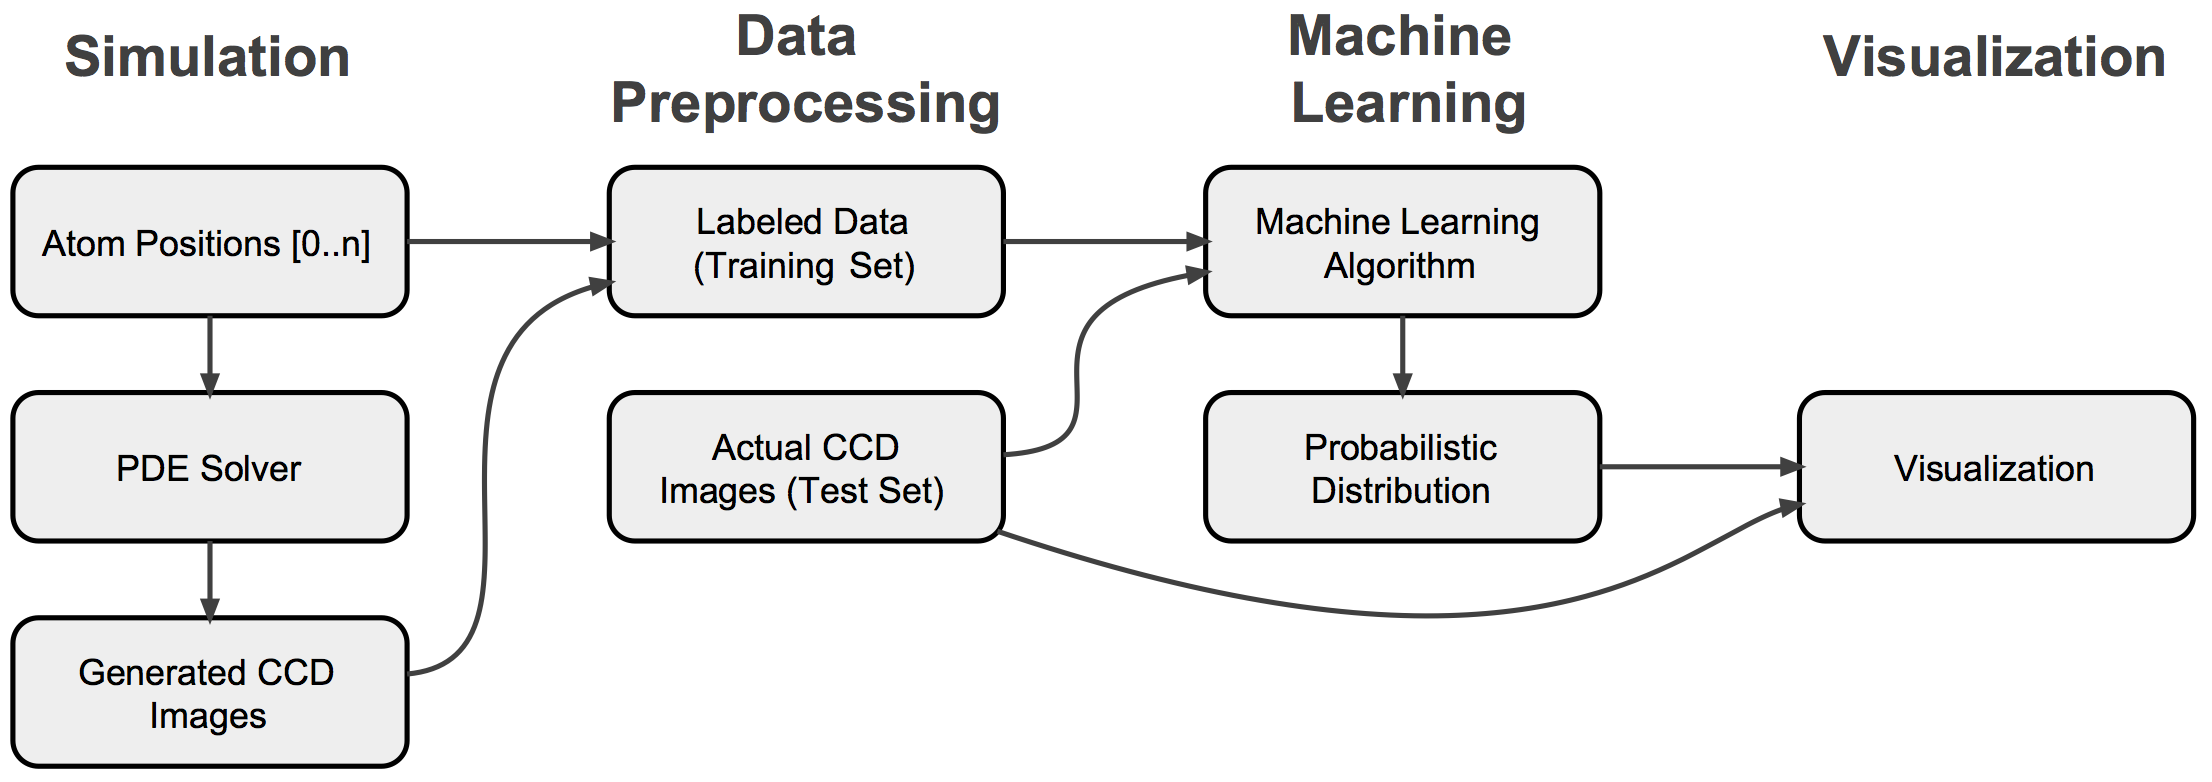 Simulation
Data
Preprocessing
Machine
Learning
Visualization
Atom Positions [0..n]
PDE Solver
Generated CCD
Images
Labeled Data
(Training Set)
Actual CCD
Images (Test Set)
Machine Learning
Algorithm
Probabilistic
Distribution
Visualization